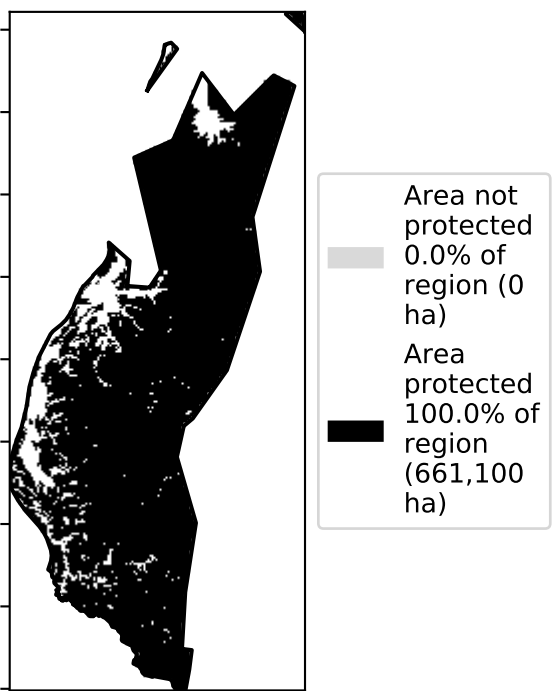 Area not
protected
0.0% of
region (0
ha)
Area
protected
100.0% of
region
(661,100
ha)